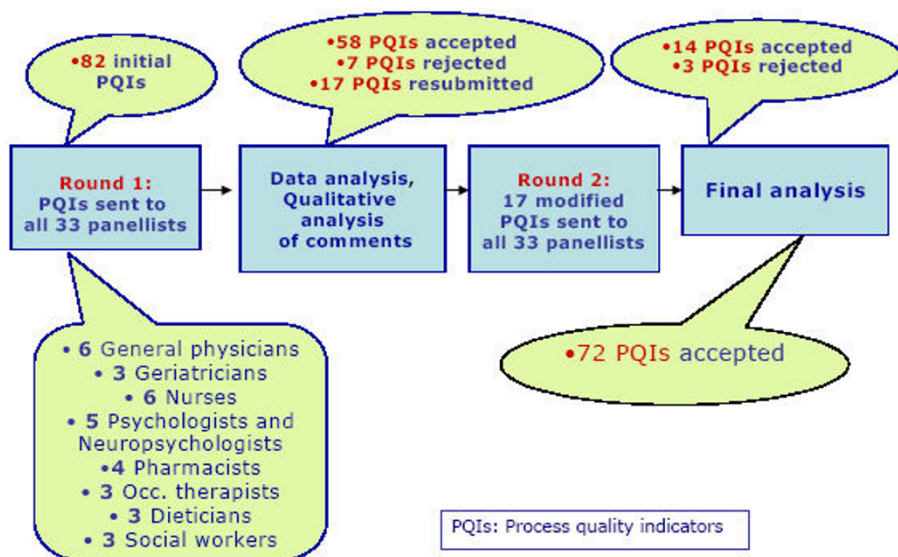 •82 initial
PQIs
•58 PQIs accepted
•7 PQIs rejected
•17 PQIs resubmitted
•14 PQIs accepted
•3 PQIs rejected
Round 1:
PQIs sent to
all 33 panellists
Data analysis,
Qualitative
analysis
of comments
Round 2:
17 modified
PQIs sent to
all 33 panellists
Final analysis
• 6 General physicians
• 3 Geriatricians
• 6 Nurses
• 5 Psychologists and
Neuropsychologists
•4 Pharmacists
• 3 Occ. therapists
• 3 Dieticians
• 3 Social workers
•72 PQIs accepted
PQIs: Process quality indicators